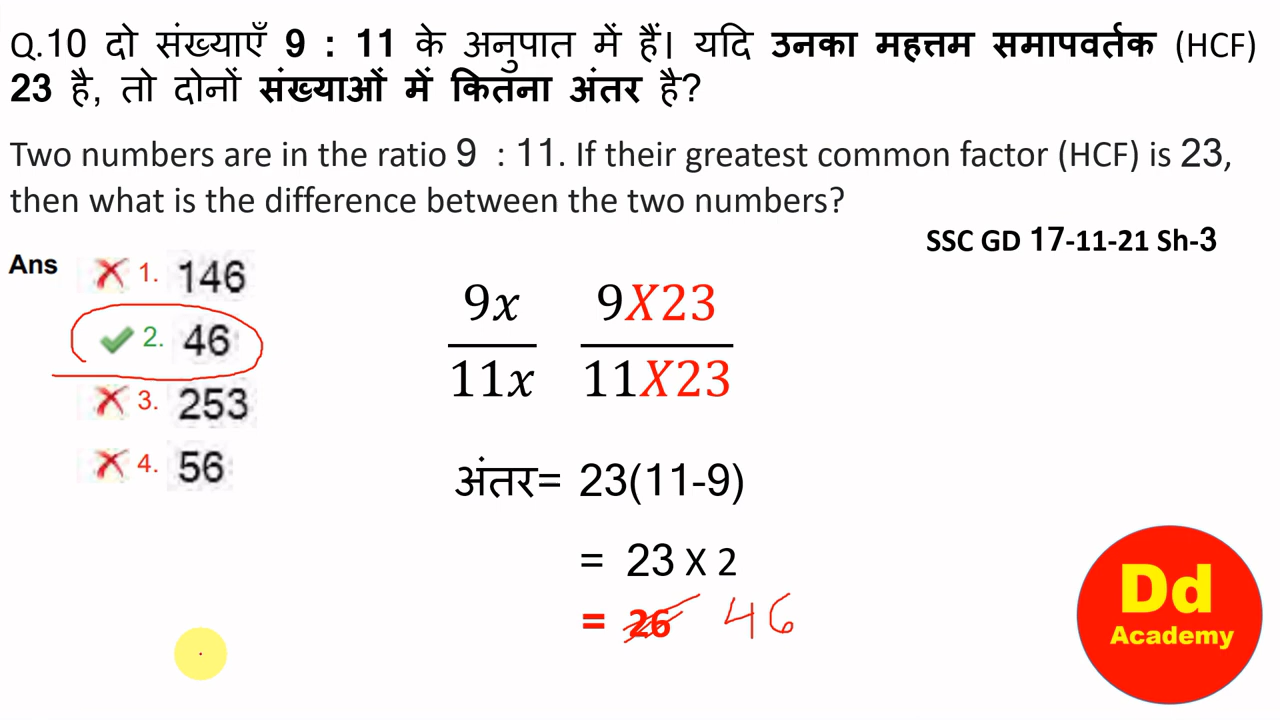 Q.10 दो संख्याएँ 9 : 11 के अनुपात में हैं। यदि उनका महत्तम समापवर्तक (HCF)
23 है, तो दोनों संख्याओं में कितना अंतर है?
Two numbers are in the ratio 9 : 11. If their greatest common factor (HCF) is 23,
then what is the difference between the two numbers?
SSC GD 17-11-21 Sh-3
Ans
1. 146
2. 46
3. 253
4. 56
9x 9X23
11x 11X23
अंतर= 23(11-9)
= 23 X 2
= 26 46
Dd
Academy